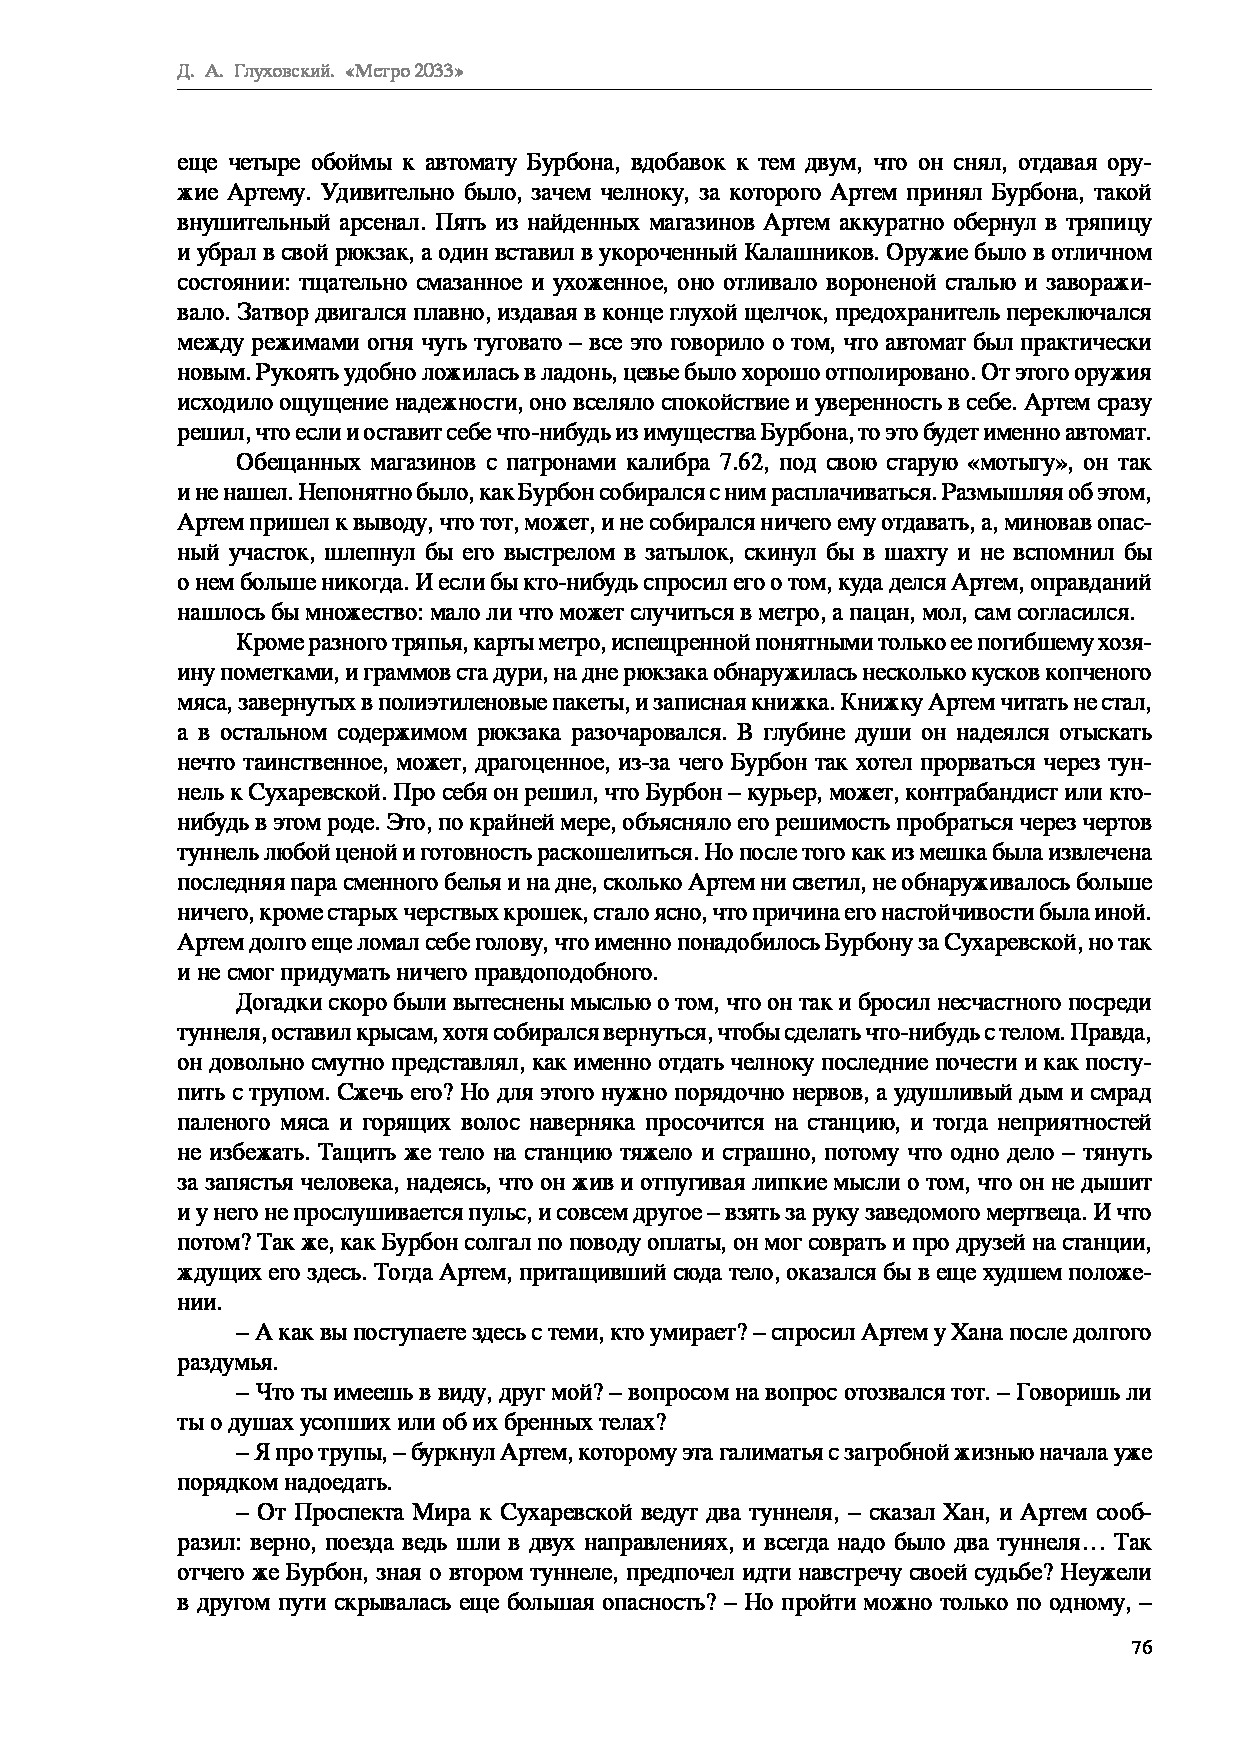 Д. А. Глуховский. «Метро 2033»
еще четыре обоймы к автомату Бурбона, вдобавок к тем двум, что он снял, отдавая ору-
жие Артему. Удивительно было, зачем челноку, за которого Артем принял Бурбона, такой
внушительный арсенал. Пять из найденных магазинов Артем аккуратно обернул в тряпицу
и убрал в свой рюкзак, а один вставил в укороченный Калашников. Оружие было в отличном
состоянии: тщательно смазанное и ухоженное, оно отливало вороненой сталью и заворажи-
вало. Затвор двигался плавно, издавая в конце глухой щелчок, предохранитель переключался
между режимами огня чуть туговато – все это говорило о том, что автомат был практически
новым. Рукоять удобно ложилась в ладонь, цевье было хорошо отполировано. От этого оружия
исходило ощущение надежности, оно вселяло спокойствие и уверенность в себе. Артем сразу
решил, что если и оставит себе что-нибудь из имущества Бурбона, то это будет именно автомат.
Обещанных магазинов с патронами калибра 7.62, под свою старую «мотыгу», он так
и не нашел. Непонятно было, как Бурбон собирался с ним расплачиваться. Размышляя об этом,
Артем пришел к выводу, что тот, может, и не собирался ничего ему отдавать, а, миновав опас-
ный участок, шлепнул бы его выстрелом в затылок, скинул бы в шахту и не вспомнил бы
о нем больше никогда. И если бы кто-нибудь спросил его о том, куда делся Артем, оправданий
нашлось бы множество: мало ли что может случиться в метро, а пацан, мол, сам согласился.
Кроме разного тряпья, карты метро, испещренной понятными только ее погибшему хозя-
ину пометками, и граммов ста дури, на дне рюкзака обнаружилась несколько кусков копченого
мяса, завернутых в полиэтиленовые пакеты, и записная книжка. Книжку Артем читать не стал,
а в остальном содержимом рюкзака разочаровался. В глубине души он надеялся отыскать
нечто таинственное, может, драгоценное, из-за чего Бурбон так хотел прорваться через тун-
нель к Сухаревской. Про себя он решил, что Бурбон – курьер, может, контрабандист или кто-
нибудь в этом роде. Это, по крайней мере, объясняло его решимость пробраться через чертов
туннель любой ценой и готовность раскошелиться. Но после того как из мешка была извлечена
последняя пара сменного белья и на дне, сколько Артем ни светил, не обнаруживалось больше
ничего, кроме старых черствых крошек, стало ясно, что причина его настойчивости была иной.
Артем долго еще ломал себе голову, что именно понадобилось Бурбону за Сухаревской, но так
и не смог придумать ничего правдоподобного.
Догадки скоро были вытеснены мыслью о том, что он так и бросил несчастного посреди
туннеля, оставил крысам, хотя собирался вернуться, чтобы сделать что-нибудь с телом. Правда,
он довольно смутно представлял, как именно отдать челноку последние почести и как посту-
пить с трупом. Сжечь его? Но для этого нужно порядочно нервов, а удушливый дым и смрад
паленого мяса и горящих волос наверняка просочится на станцию, и тогда неприятностей
не избежать. Тащить же тело на станцию тяжело и страшно, потому что одно дело – тянуть
за запястья человека, надеясь, что он жив и отпугивая липкие мысли о том, что он не дышит
и у него не прослушивается пульс, и совсем другое – взять за руку заведомого мертвеца. И что
потом? Так же, как Бурбон солгал по поводу оплаты, он мог соврать и про друзей на станции,
ждущих его здесь. Тогда Артем, притащивший сюда тело, оказался бы в еще худшем положе-
нии.
– А как вы поступаете здесь с теми, кто умирает? – спросил Артем у Хана после долгого
раздумья.
– Что ты имеешь в виду, друг мой? – вопросом на вопрос отозвался тот. – Говоришь ли
ты о душах усопших или об их бренных телах?
– Я про трупы, – буркнул Артем, которому эта галиматья с загробной жизнью начала уже
порядком надоедать.
– От Проспекта Мира к Сухаревской ведут два туннеля, – сказал Хан, и Артем сооб-
разил: верно, поезда ведь шли в двух направлениях, и всегда надо было два туннеля… Так
отчего же Бурбон, зная о втором туннеле, предпочел идти навстречу своей судьбе? Неужели
в другом пути скрывалась еще большая опасность? – Но пройти можно только по одному, –
76